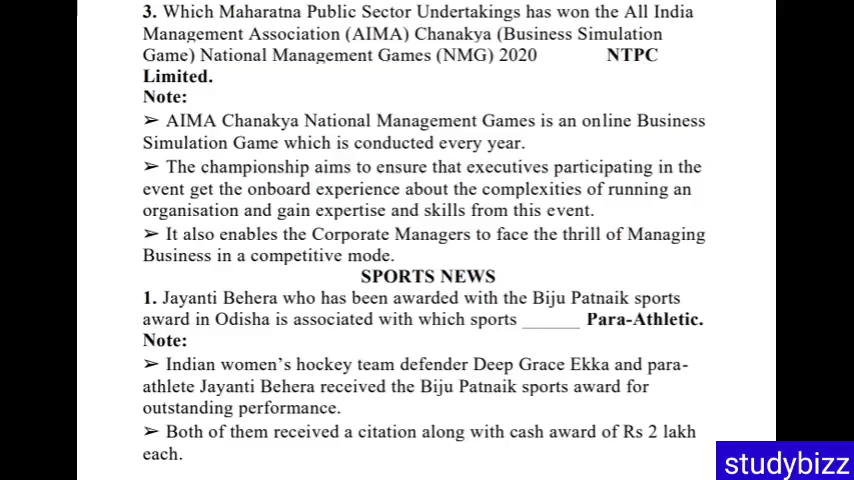 3. Which Maharatna Public Sector Undertakings has won the All India
Management Association (AIMA) Chanakya (Business Simulation
Game) National Management Games (NMG) 2020 NTPC
Limited.
Note:
➢ AIMA Chanakya National Management Games is an online Business
Simulation Game which is conducted every year.
➢ The championship aims to ensure that executives participating in the
event get the onboard experience about the complexities of running an
organisation and gain expertise and skills from this event.
➢ It also enables the Corporate Managers to face the thrill of Managing
Business in a competitive mode.
SPORTS NEWS
1. Jayanti Behera who has been awarded with the Biju Patnaik sports
award in Odisha is associated with which sports ______ Para-Athletic.
Note:
➢ Indian women's hockey team defender Deep Grace Ekka and para-
athlete Jayanti Behera received the Biju Patnaik sports award for
outstanding performance.
➢ Both of them received a citation along with cash award of Rs 2 lakh
each.
studybizz